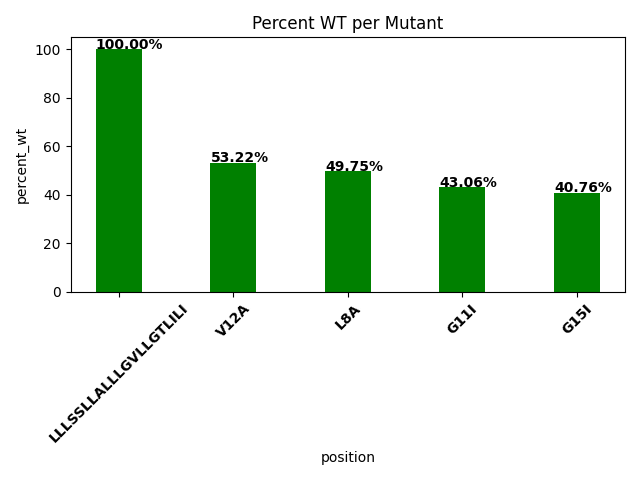 Percent WT per Mutant
percent_wt
100
80
60
40
20
0
100.00%
53.22%
49.75%
43.06%
40.76%
LLLSSLLALLLGVLLGTLILI
V12A
L8A
G11I
G15I
position